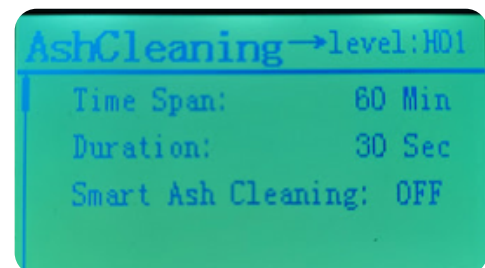 AshCleaning→level:H01
Time Span: 60 Min
Duration: 30 Sec
Smart Ash Cleaning: OFF